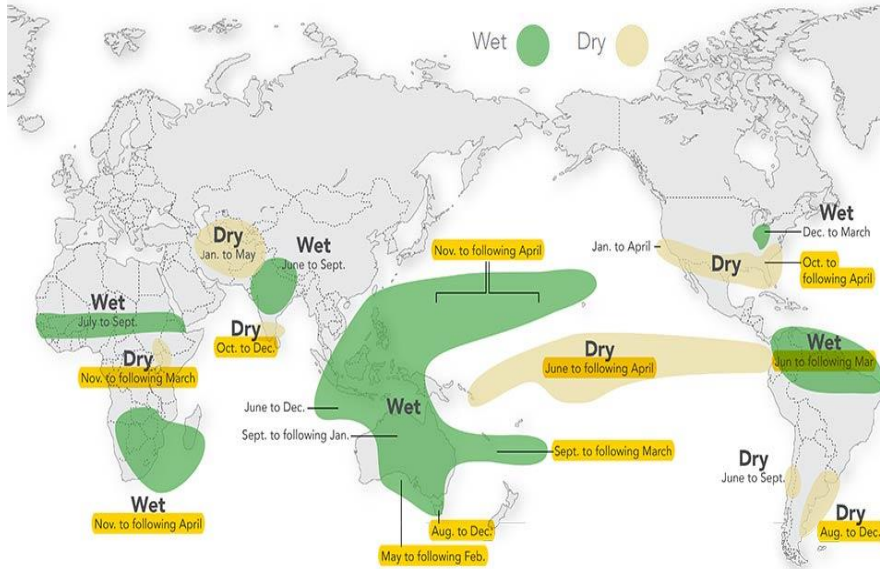 Wet
Dry
Wet
Dec. to March
Jan. to April
Dry
Oct. to
following April
Dry
Jan. to May
Wet
June to Sept.
Nov. to following April
Wet
July to Sept.
Dry
Oct. to Dec.
Dry
Nov. to following March
Dry
June to following April
Wet
Jun to following Mar
June to Dec.
Wet
Sept. to following Jan.
Sept. to following March
Dry
June to Sept.
Wet
Nov. to following April
Aug. to Dec.
May to following Feb.
Dry
Aug. to Dec.